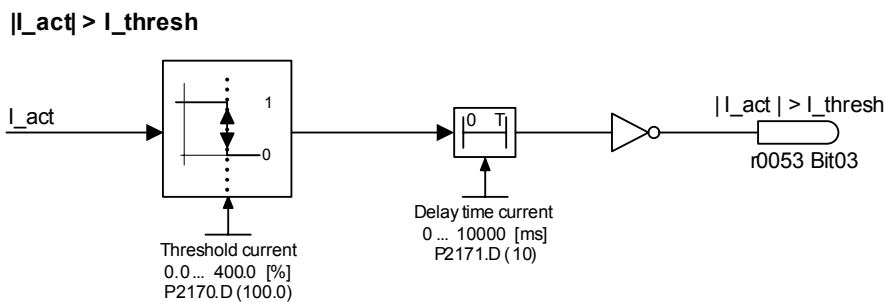 |I_act| > I_thresh
I_act
1
0
0 T
| I_act | > I_thresh
r0053 Bit03
Delay time current
0 ... 10000 [ms]
P2171.D (10)
Threshold current
0.0 ... 400.0 [%]
P2170.D (100.0)